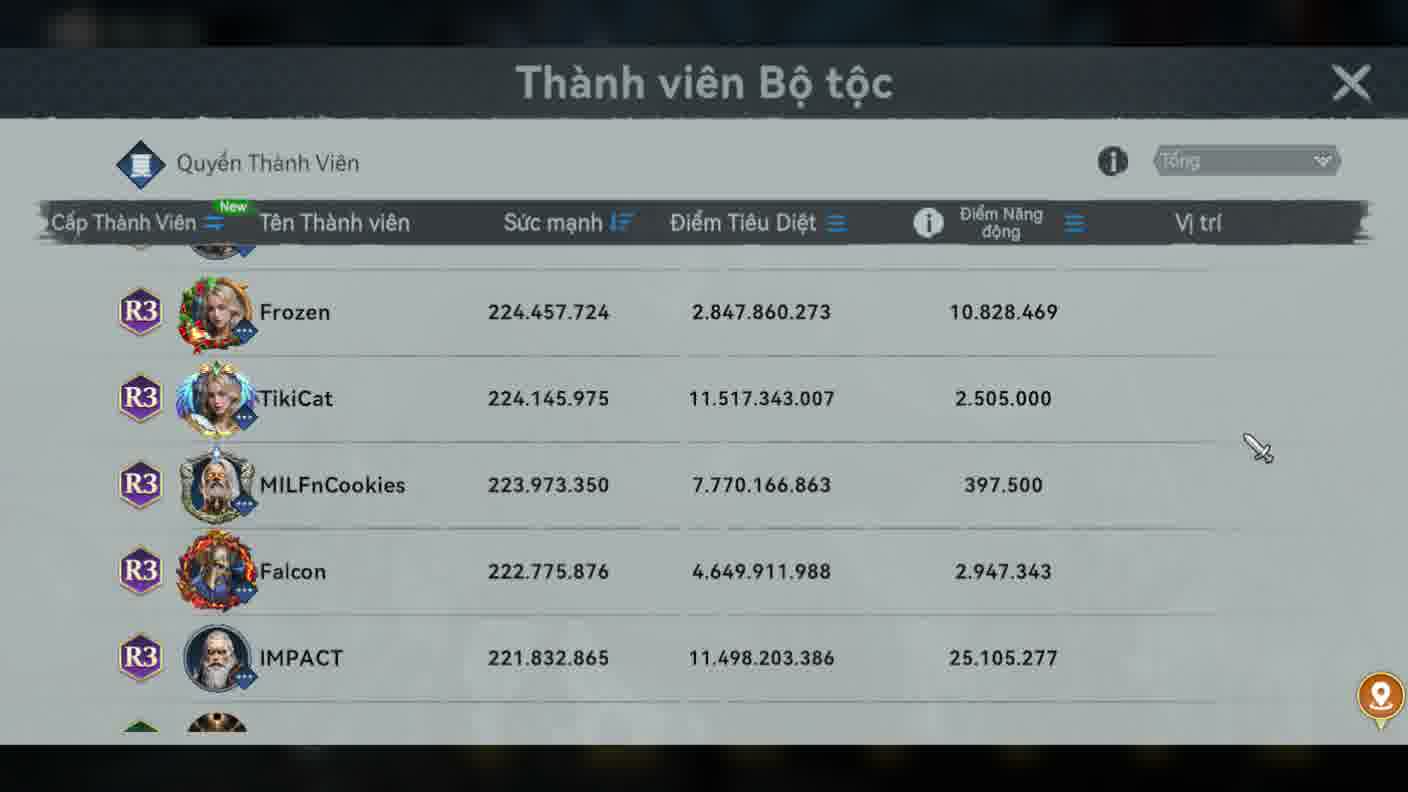 Thành viên Bộ tộc
Quyển Thành Viên
Tổng
New
Cấp Thành Viên Tên Thành viên Sức mạnh Điểm Tiêu Diệt Điểm Năng động Vị trí
R3 Frozen 224.457.724 2.847.860.273 10.828.469
R3 TikiCat 224.145.975 11.517.343.007 2.505.000
R3 MILFnCookies 223.973.350 7.770.166.863 397.500
R3 Falcon 222.775.876 4.649.911.988 2.947.343
R3 IMPACT 221.832.865 11.498.203.386 25.105.277